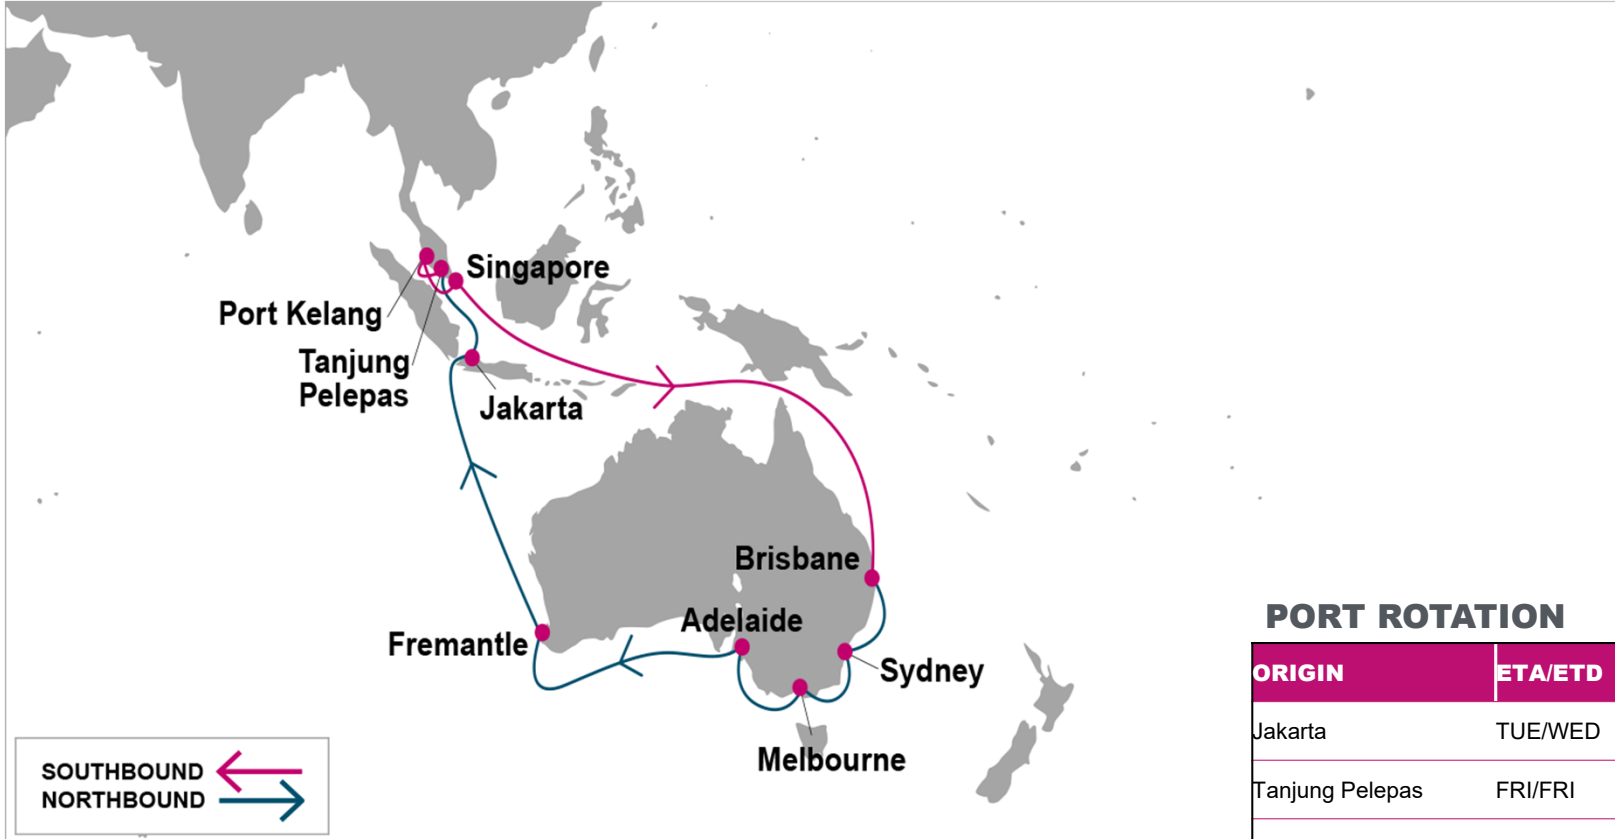 Singapore
Port Kelang
Tanjung
Pelepas
Jakarta
Brisbane
Adelaide
Fremantle
Sydney
Melbourne
SOUTHBOUND
NORTHBOUND
PORT ROTATION
ORIGIN ETA/ETD
Jakarta TUE/WED
Tanjung Pelepas FRI/FRI